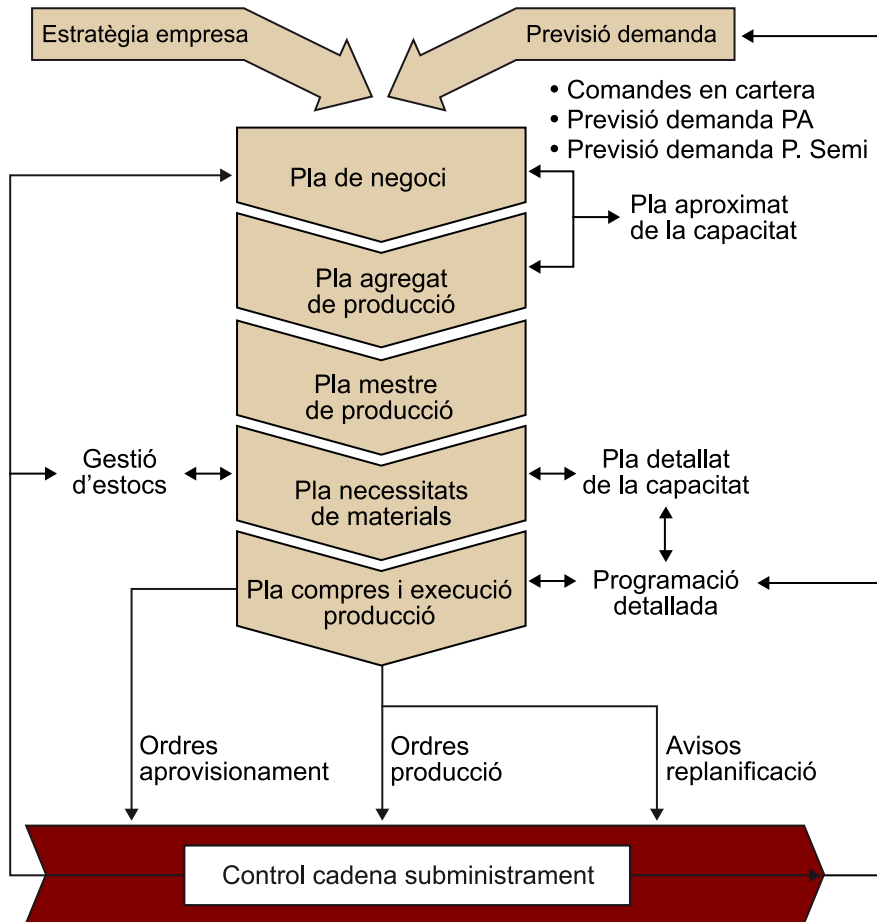 Estratègia empresa
Previsió demanda
• Comandes en cartera
• Previsió demanda PA
• Previsió demanda P. Semi
Pla de negoci
Pla aproximat
de la capacitat
Pla agregat
de producció
Pla mestre
de producció
Gestió
d'estocs
Pla necessitats
de materials
Pla detallat
de la capacitat
Pla compres i execució
producció
Programació
detallada
Ordres
aprovisionament
Ordres
producció
Avisos
replanificació
Control cadena subministrament